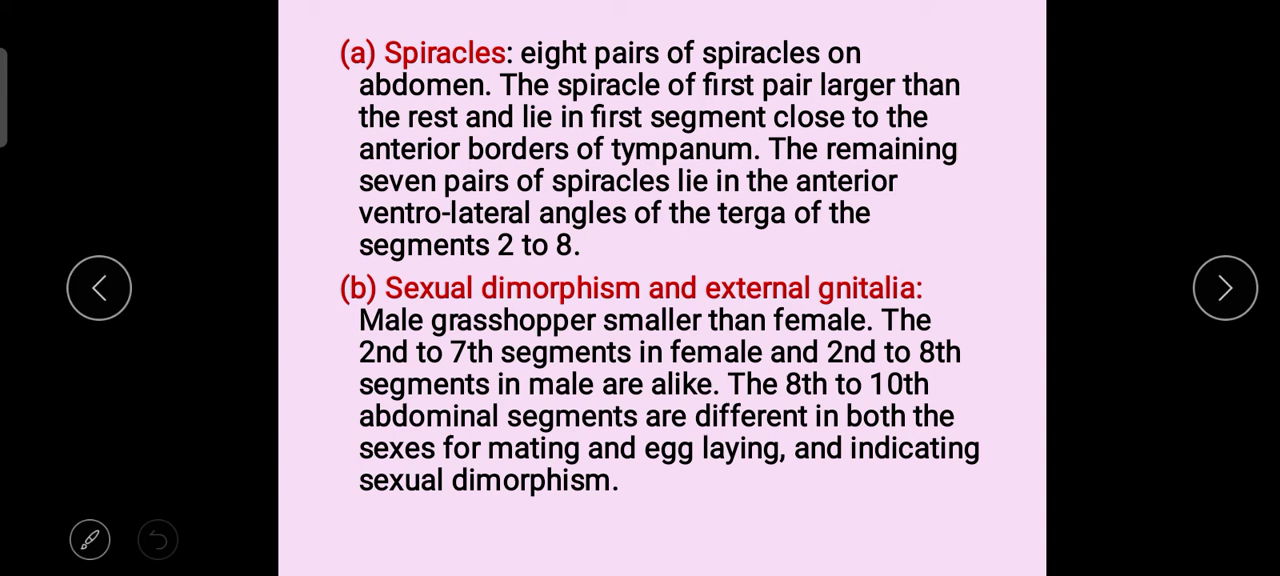 (a) Spiracles: eight pairs of spiracles on
abdomen. The spiracle of first pair larger than
the rest and lie in first segment close to the
anterior borders of tympanum. The remaining
seven pairs of spiracles lie in the anterior
ventro-lateral angles of the terga of the
segments 2 to 8.
(b) Sexual dimorphism and external gnitalia:
Male grasshopper smaller than female. The
2nd to 7th segments in female and 2nd to 8th
segments in male are alike. The 8th to 10th
abdominal segments are different in both the
sexes for mating and egg laying, and indicating
sexual dimorphism.